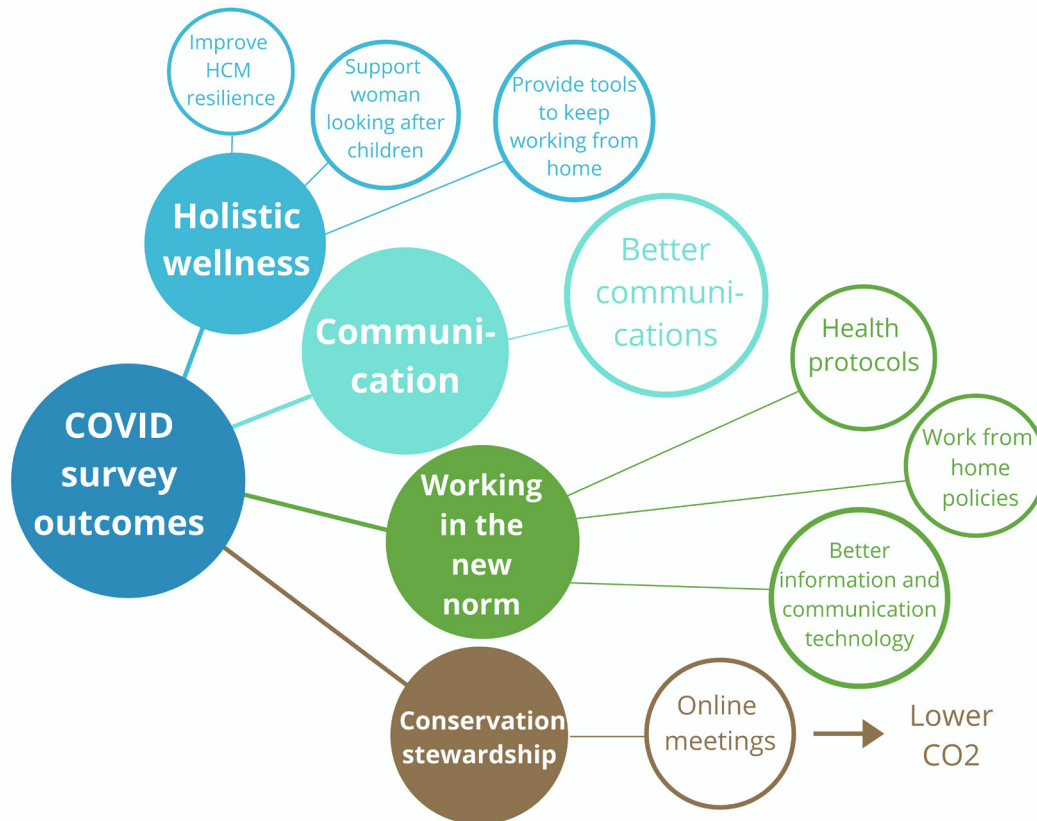 Improve
HCM
resilience
Support
woman
looking after
children
Provide tools
to keep
working from
home
Holistic
wellness
Better
communi-
cations
Communi-
cation
Health
protocols
COVID
survey
outcomes
Work from
home
policies
Working
in the
new
norm
Better
information and
communication
technology
Conservation
stewardship
Online
meetings
Lower
CO2